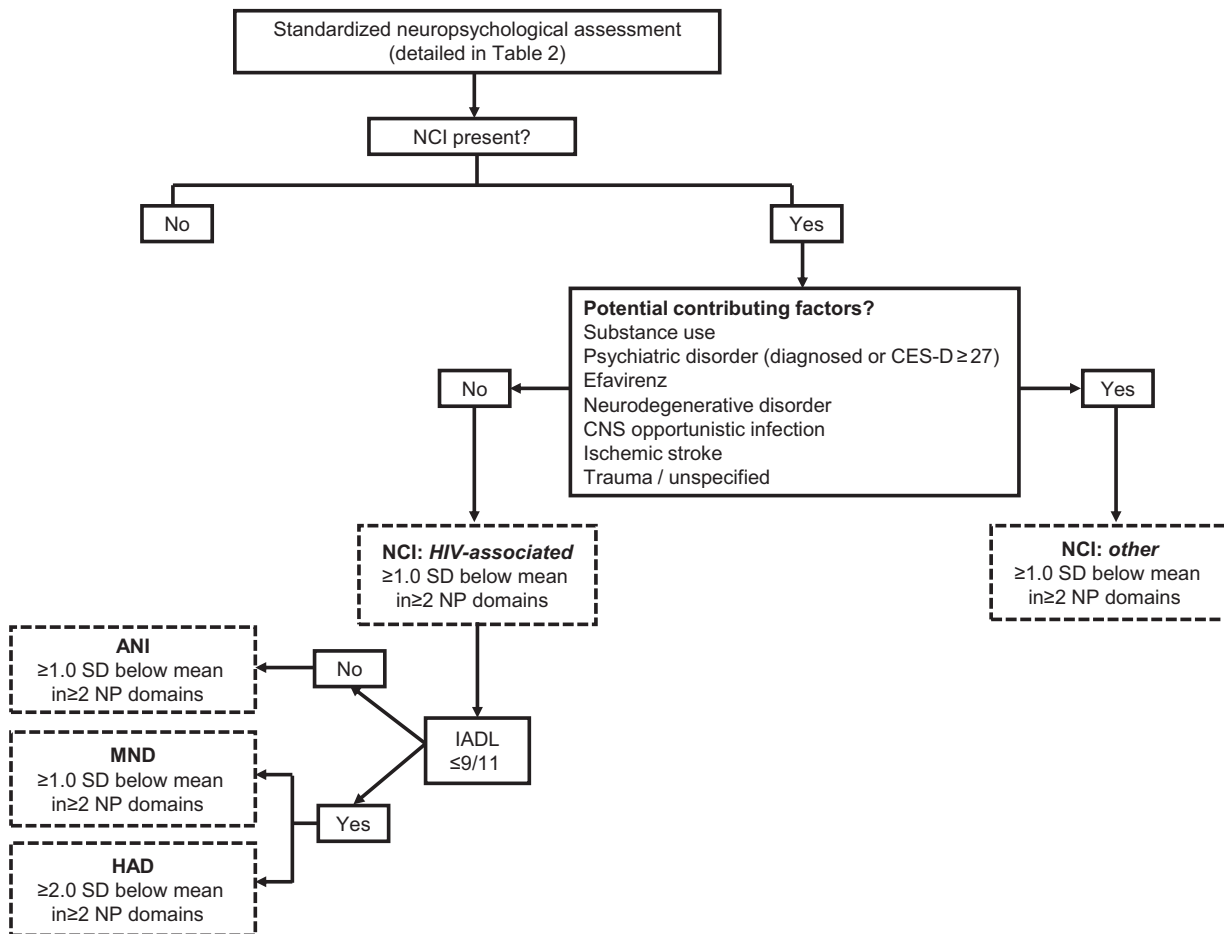 Standardized neuropsychological assessment
(detailed in Table 2)
NCI present?
No
Yes
Potential contributing factors?
Substance use
Psychiatric disorder (diagnosed or CES-D ≥ 27)
Efavirenz
Neurodegenerative disorder
CNS opportunistic infection
Ischemic stroke
Trauma / unspecified
No
Yes
NCI: HIV-associated
≥1.0 SD below mean
in≥2 NP domains
NCI: other
≥1.0 SD below mean
in≥2 NP domains
ANI
≥1.0 SD below mean
in≥2 NP domains
No
IADL
≤9/11
MND
≥1.0 SD below mean
in≥2 NP domains
Yes
HAD
≥2.0 SD below mean
in≥2 NP domains